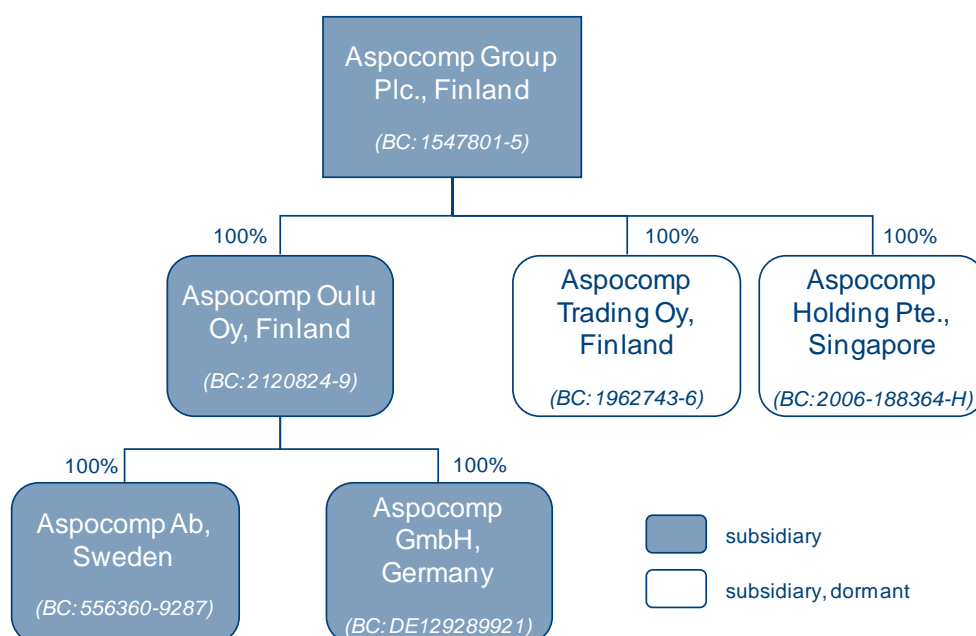 Aspocomp Group
Plc., Finland
(BC: 1547801-5)
100%
100%
100%
Aspocomp Oulu
Oy, Finland
(BC: 2120824-9)
Aspocomp
Trading Oy,
Finland
(BC: 1962743-6)
Aspocomp
Holding Pte.,
Singapore
(BC: 2006-188364-H)
100%
100%
Aspocomp Ab,
Sweden
(BC: 556360-9287)
Aspocomp
GmbH,
Germany
(BC: DE129289921)
subsidiary
subsidiary, dormant